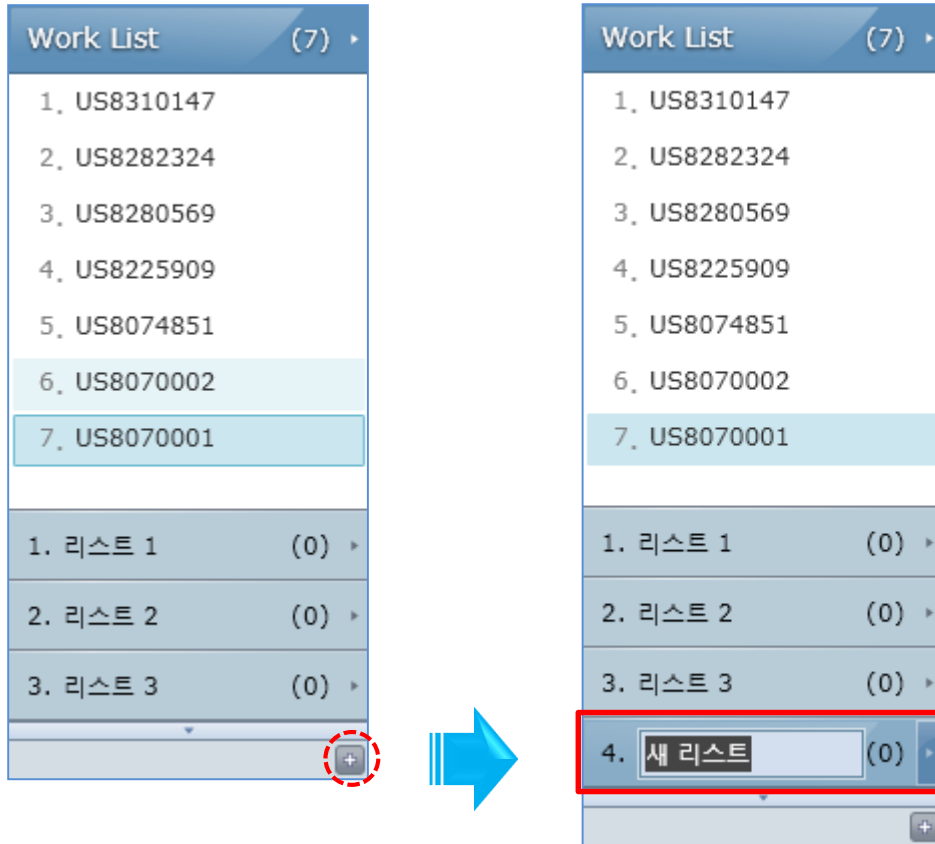 Work List (7)
1. US8310147
2. US8282324
3. US8280569
4. US8225909
5. US8074851
6. US8070002
7. US8070001
1. 리스트 1 (0)
2. 리스트 2 (0)
3. 리스트 3 (0)
Work List (7)
1. US8310147
2. US8282324
3. US8280569
4. US8225909
5. US8074851
6. US8070002
7. US8070001
1. 리스트 1 (0)
2. 리스트 2 (0)
3. 리스트 3 (0)
4. 새 리스트 (0)